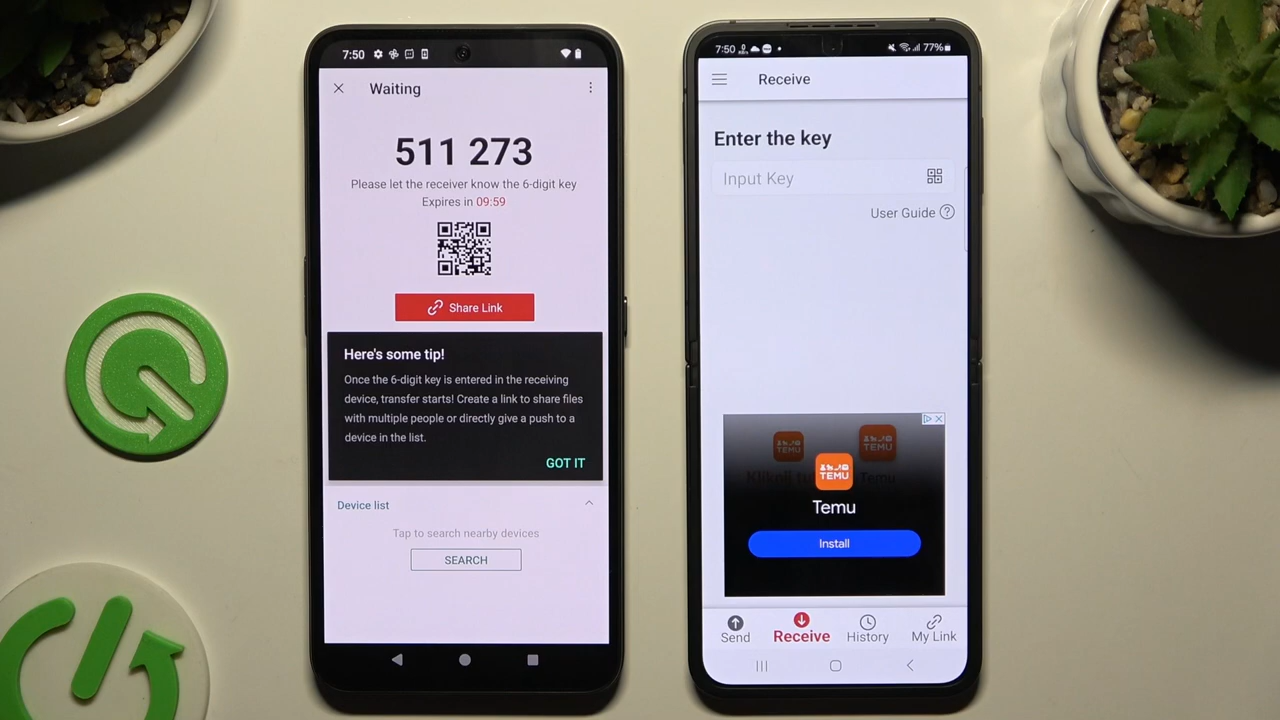 7:50
Waiting
511 273
Please let the receiver know the 6-digit key
Expires in 09:59
Share Link
Here's some tip!
Once the 6-digit key is entered in the receiving
device, transfer starts! Create a link to share files
with multiple people or directly give a push to a
device in the list.
GOT IT
Device list
Tap to search nearby devices
SEARCH
7:50
77%
Receive
Enter the key
Input Key
User Guide ?
TEMU
TEMU
TEMU
Temu
Temu
Install
Send
Receive
History
My Link